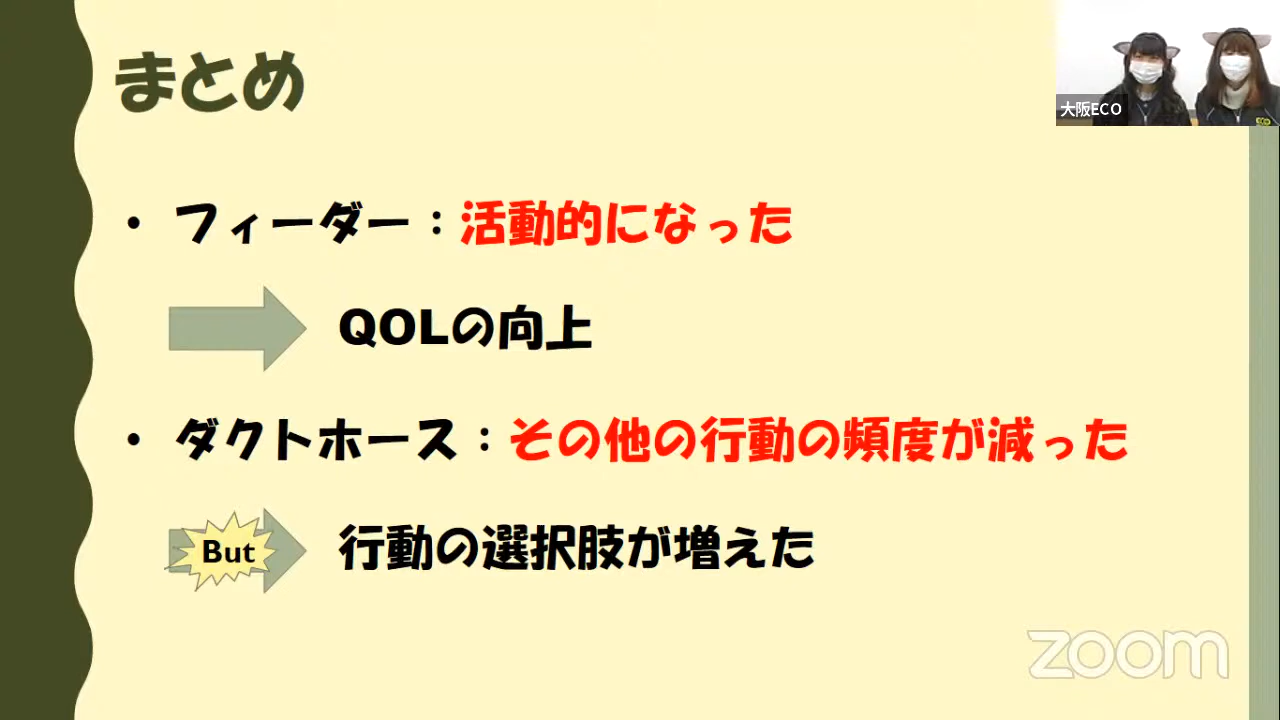 まとめ
大阪ECO
・ フィーダー：活動的になった
QOLの向上
・ ダクトホース：その他の行動の頻度が減った
But 行動の選択肢が増えた
zoom